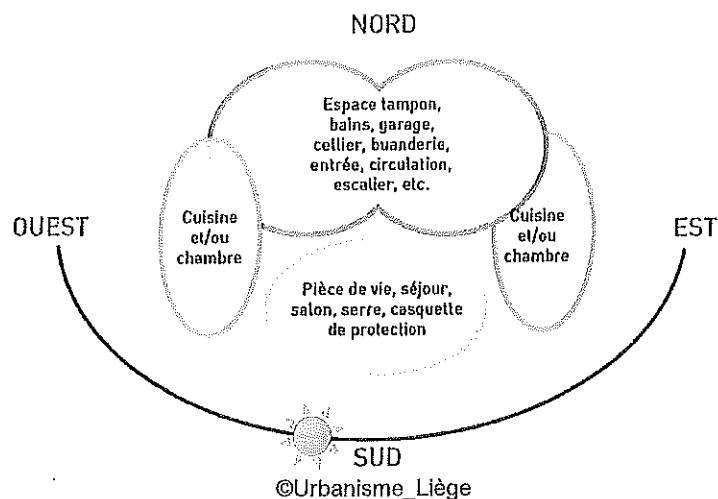 NORD
Espace tampon,
bains, garage,
cellier, buanderie,
entrée, circulation,
escalier, etc.
OUEST
Cuisine
et/ou
chambre
Cuisine
et/ou
chambre
EST
Pièce de vie, séjour,
salon, serre, casquette
de protection
SUD
©Urbanisme_Liège